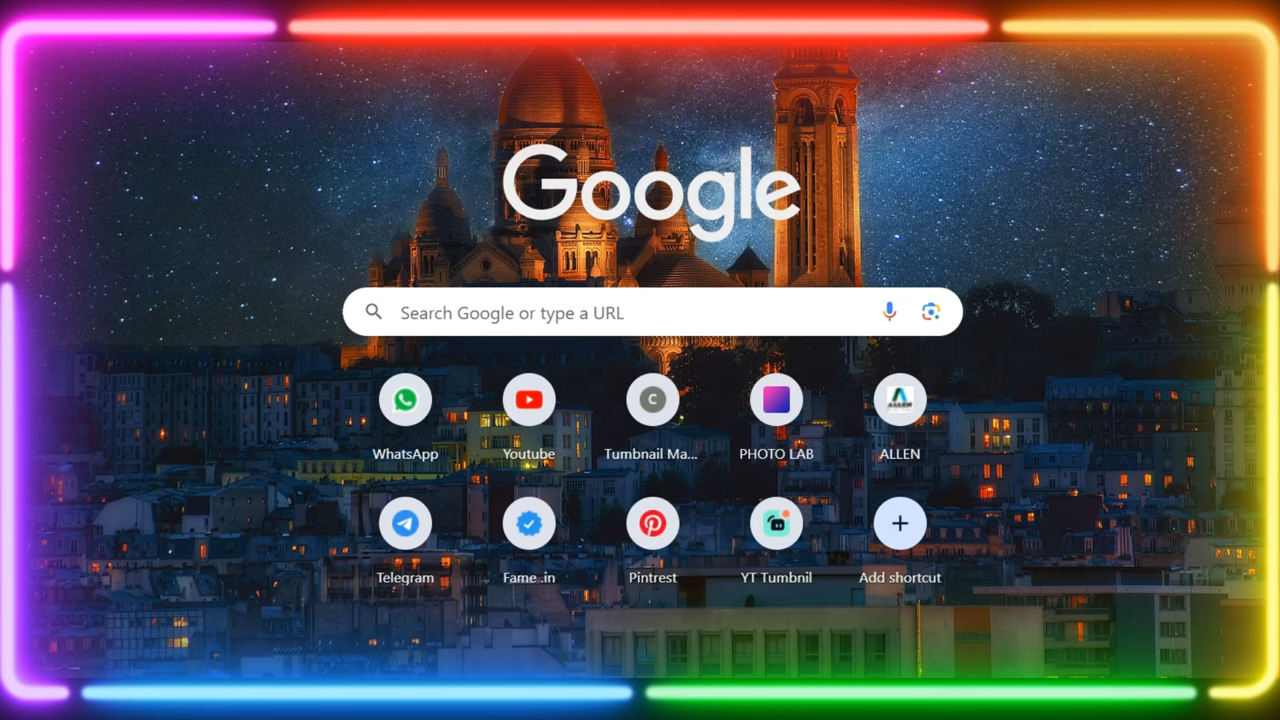 Google
Search Google or type a URL
C
WhatsApp
Youtube
Tumbnail Ma...
PHOTO LAB
ALLEN
ALLEN
Telegram
Fame .in
Pintrest
YT Tumbnil
Add shortcut